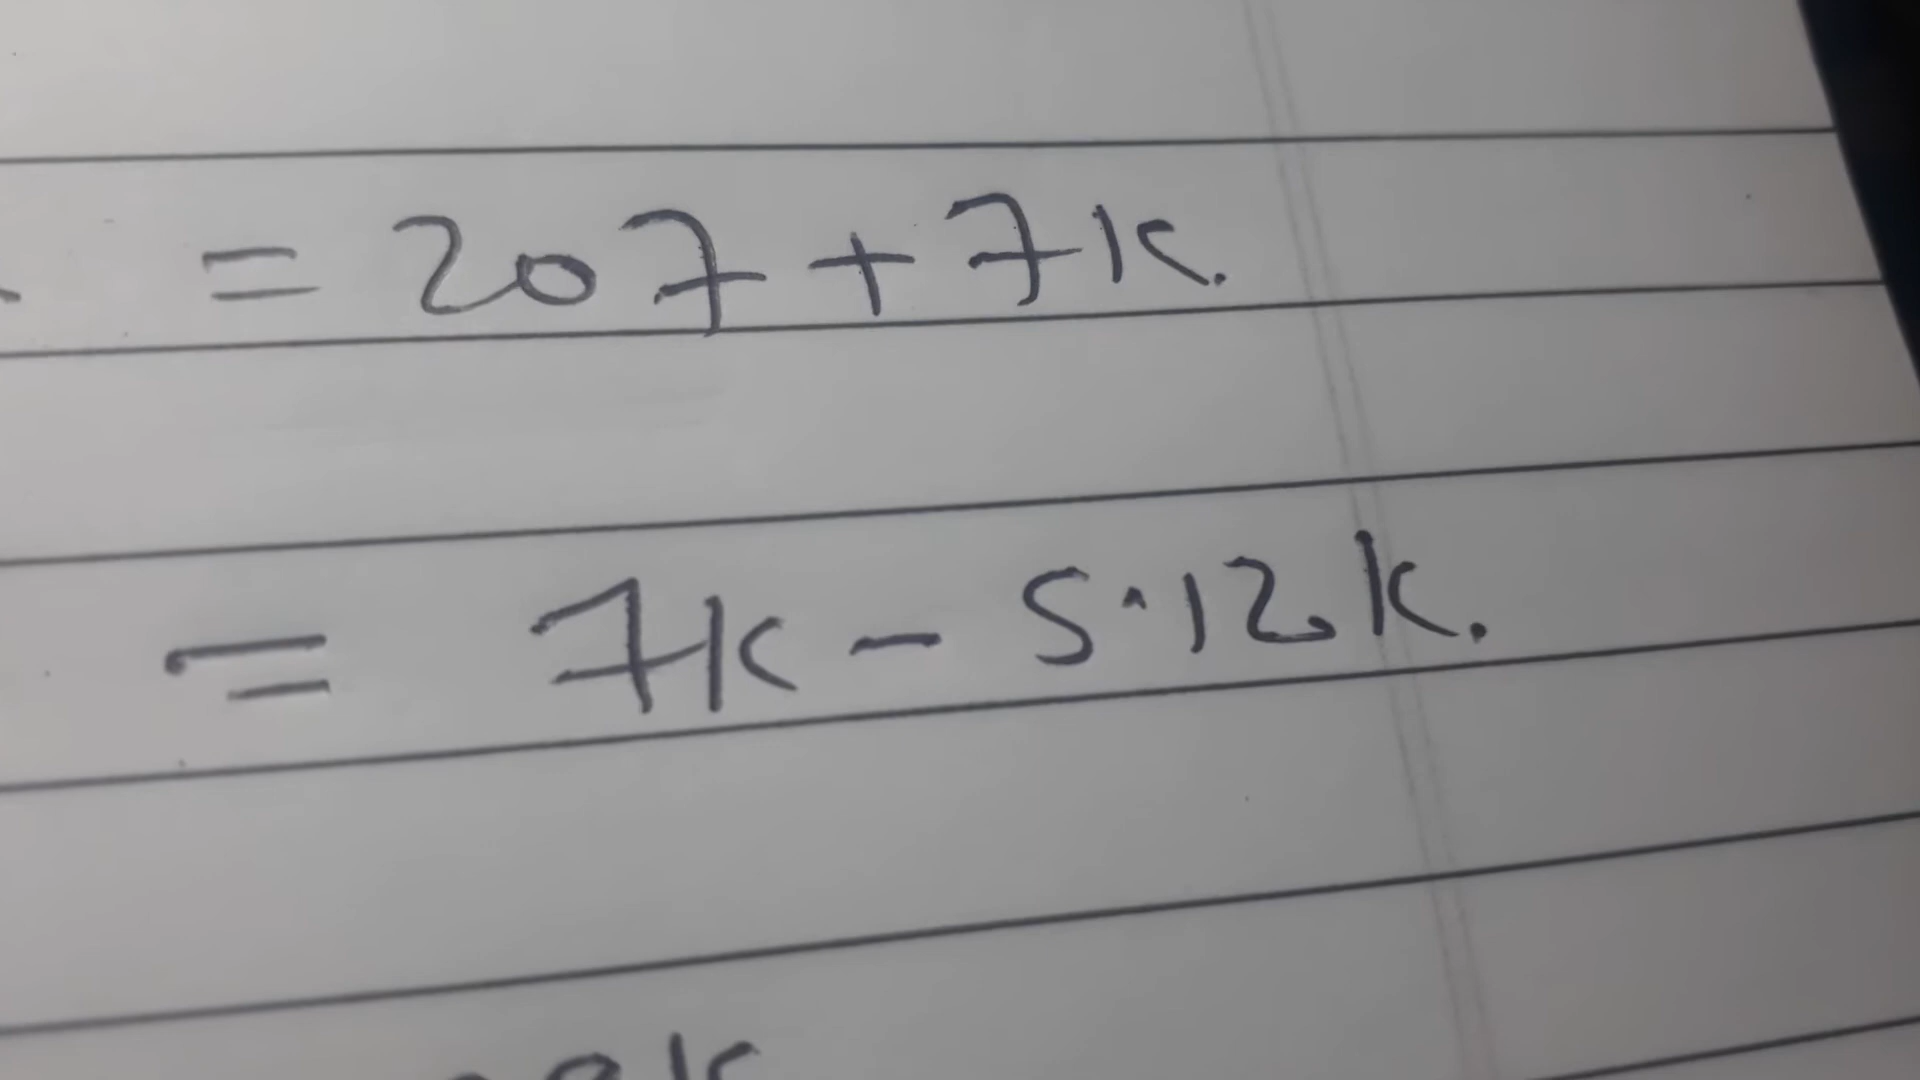 = 207 + 7k.
= 7k - 5.12k.